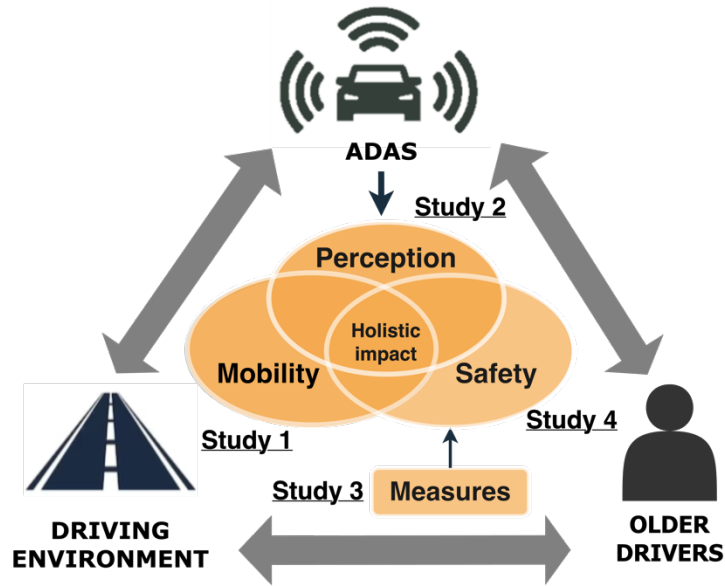 ADAS
Study 2
Perception
Holistic
impact
Mobility
Safety
Study 1
Study 4
Study 3
Measures
DRIVING
ENVIRONMENT
OLDER
DRIVERS